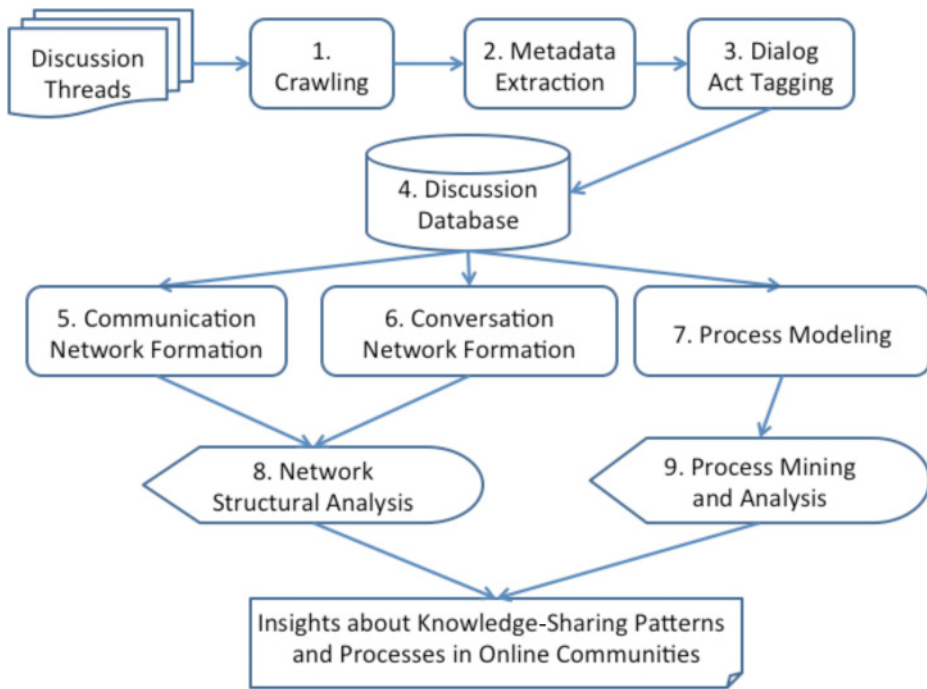 Discussion
Threads
1.
Crawling
2. Metadata
Extraction
3. Dialog
Act Tagging
4. Discussion
Database
5. Communication
Network Formation
6. Conversation
Network Formation
7. Process Modeling
8. Network
Structural Analysis
9. Process Mining
and Analysis
Insights about Knowledge-Sharing Patterns
and Processes in Online Communities